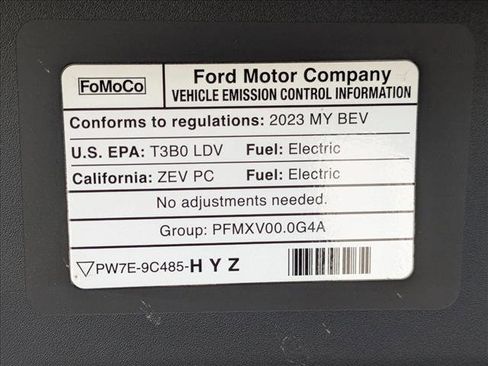 FoMoCo
Ford Motor Company
VEHICLE EMISSION CONTROL INFORMATION
Conforms to regulations: 2023 MY BEV
U.S. EPA: T3B0 LDV Fuel: Electric
California: ZEV PC Fuel: Electric
No adjustments needed.
Group: PFMXV00.0G4A
▽PW7E-9C485-HYZ